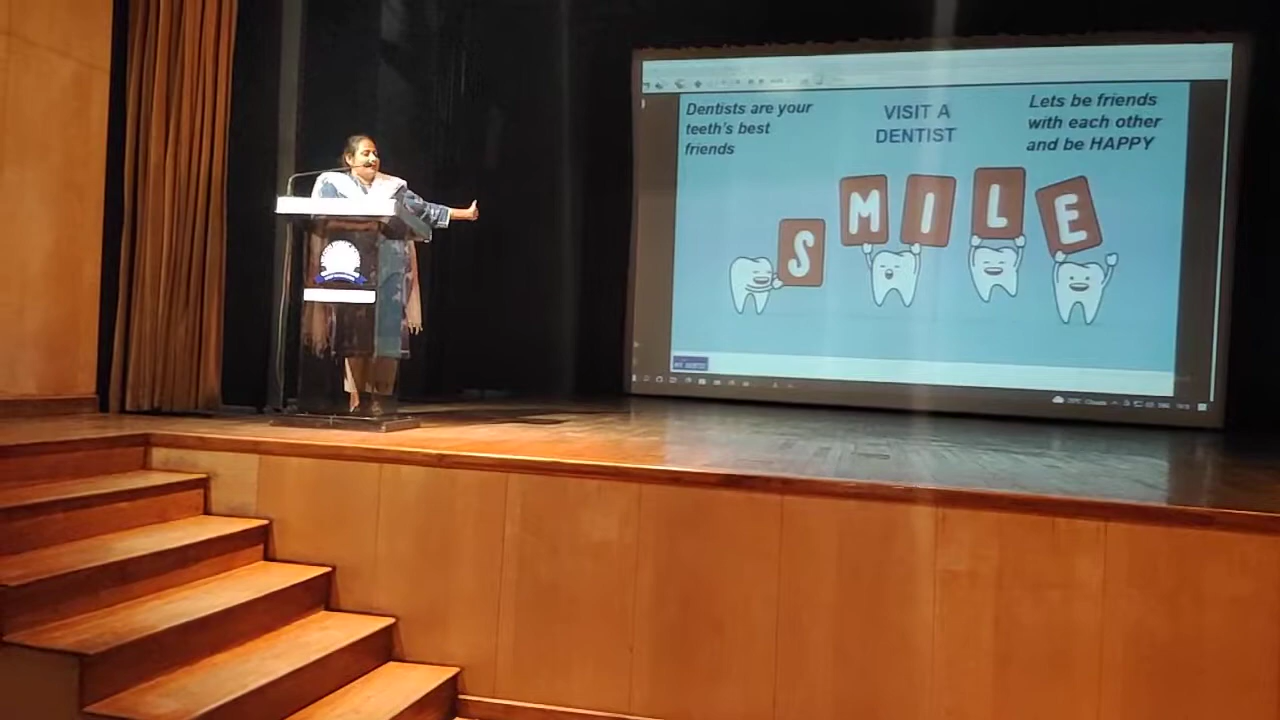 Dentists are your
teeth's best
friends
VISIT A
DENTIST
Lets be friends
with each other
and be HAPPY
S
M
I
L
E